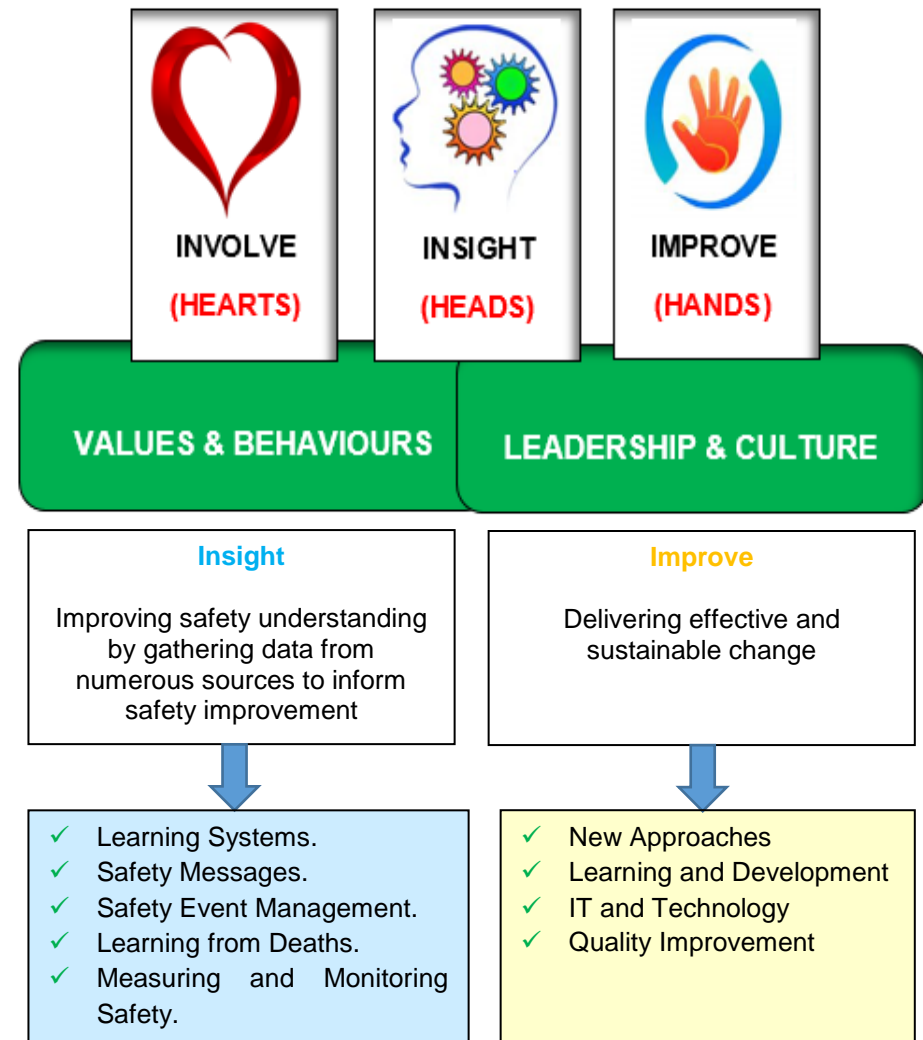 INVOLVE
(HEARTS)
INSIGHT
(HEADS)
IMPROVE
(HANDS)
VALUES & BEHAVIOURS
LEADERSHIP & CULTURE
Insight
Improving safety understanding
by gathering data from
numerous sources to inform
safety improvement
Improve
Delivering effective and
sustainable change
✓ Learning Systems.
✓ Safety Messages.
✓ Safety Event Management.
✓ Learning from Deaths.
✓ Measuring and Monitoring
Safety.
✓ New Approaches
✓ Learning and Development
✓ IT and Technology
✓ Quality Improvement